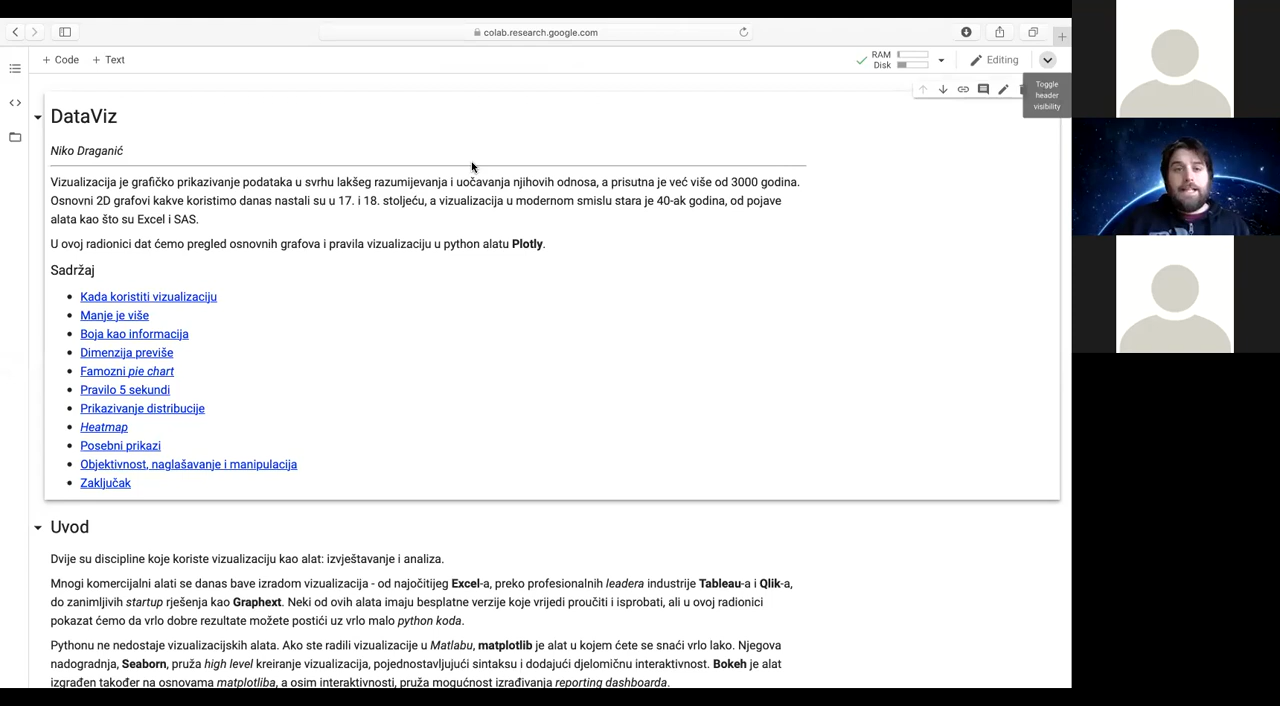 colab.research.google.com
+ Code + Text
RAM
Disk
Editing
Toggle
header
visibility
DataViz
Niko Draganić
Vizualizacija je grafičko prikazivanje podataka u svrhu lakšeg razumijevanja i uočavanja njihovih odnosa, a prisutna je već više od 3000 godina.
Osnovni 2D grafovi kakve koristimo danas nastali su u 17. i 18. stoljeću, a vizualizacija u modernom smislu stara je 40-ak godina, od pojave
alata kao što su Excel i SAS.
U ovoj radionici dat ćemo pregled osnovnih grafova i pravila vizualizaciju u python alatu Plotly.
Sadržaj
Kada koristiti vizualizaciju
Manje je više
Boja kao informacija
Dimenzija previše
Famozni pie chart
Pravilo 5 sekundi
Prikazivanje distribucije
Heatmap
Posebni prikazi
Objektivnost, naglašavanje i manipulacija
Zaključak
Uvod
Dvije su discipline koje koriste vizualizaciju kao alat: izvještavanje i analiza.
Mnogi komercijalni alati se danas bave izradom vizualizacija - od najočitijeg Excel-a, preko profesionalnih leadera industrije Tableau-a i Qlik-a,
do zanimljivih startup rješenja kao Graphext. Neki od ovih alata imaju besplatne verzije koje vrijedi proučiti i isprobati, ali u ovoj radionici
pokazat ćemo da vrlo dobre rezultate možete postići uz vrlo malo python koda.
Pythonu ne nedostaje vizualizacijskih alata. Ako ste radili vizualizacije u Matlabu, matplotlib je alat u kojem ćete se snaći vrlo lako. Njegova
nadogradnja, Seaborn, pruža high level kreiranje vizualizacija, pojednostavljujući sintaksu i dodajući djelomičnu interaktivnost. Bokeh je alat
izgrađen također na osnovama matplotliba, a osim interaktivnosti, pruža mogućnost izrađivanja reporting dashboarda.